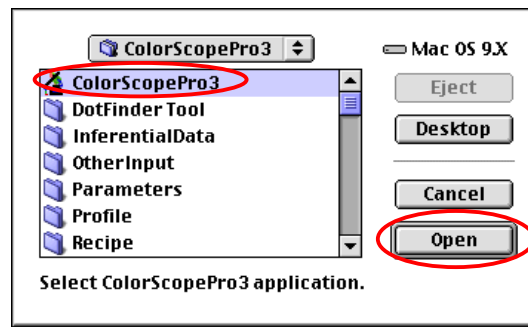 ColorScopePro3
Mac OS 9.X
ColorScopePro3
DotFinder Tool
InferentialData
OtherInput
Parameters
Profile
Recipe
Eject
Desktop
Cancel
Open
Select ColorScopePro3 application.